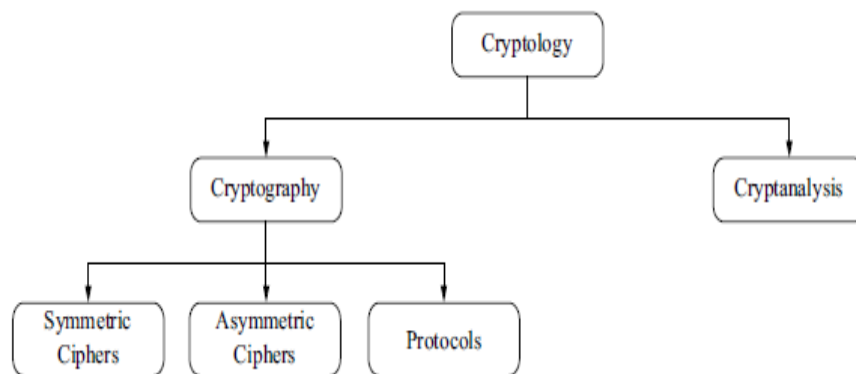 Cryptology
Cryptography
Cryptanalysis
Symmetric
Ciphers
Asymmetric
Ciphers
Protocols